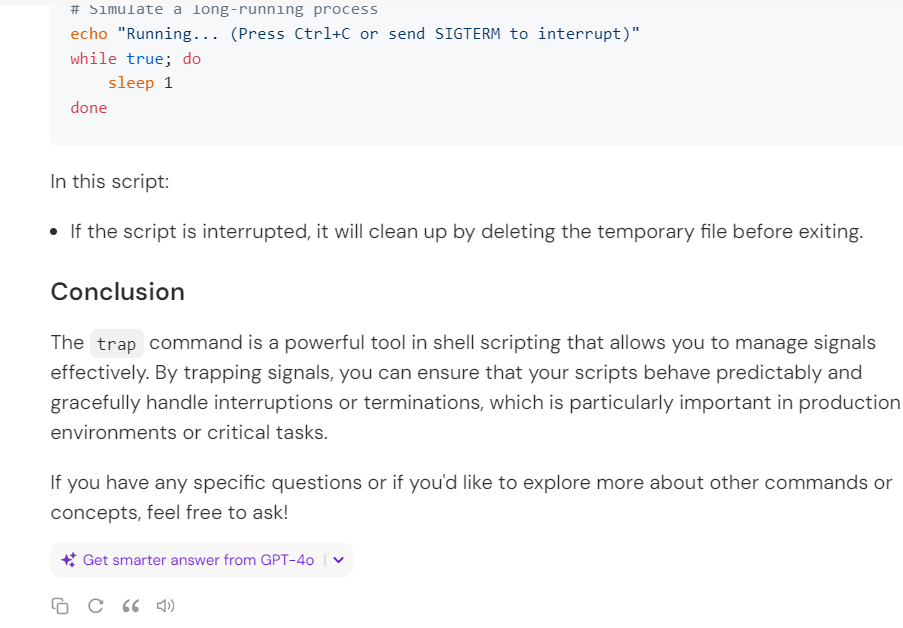 # Simulate a long-running process
echo "Running... (Press Ctrl+C or send SIGTERM to interrupt)"
while true; do
    sleep 1
done
In this script:
• If the script is interrupted, it will clean up by deleting the temporary file before exiting.
Conclusion
The trap command is a powerful tool in shell scripting that allows you to manage signals
effectively. By trapping signals, you can ensure that your scripts behave predictably and
gracefully handle interruptions or terminations, which is particularly important in production
environments or critical tasks.
If you have any specific questions or if you'd like to explore more about other commands or
concepts, feel free to ask!
Get smarter answer from GPT-4o